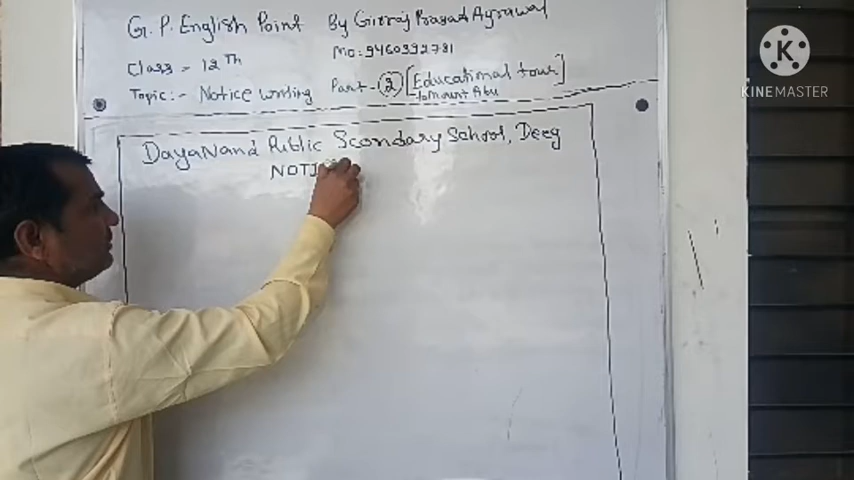 G.P. English Point By Girraj Prasad Agrawal
Mo: 9460392781
Class = 12 Th
Topic:- Notice writing Part-(2) [Educational tour
to Mount Abu]
DayaNand Public Scondary School, Deeg
NOTI
K
KINEMASTER